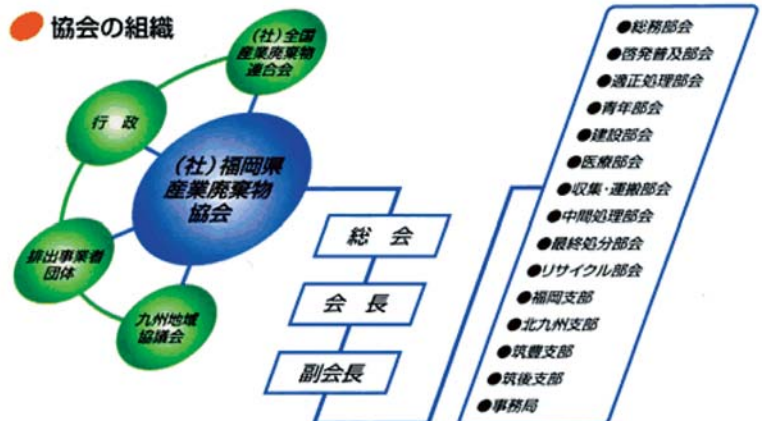 協会の組織
(社)全国
産業廃棄物
連合会
行 政
(社)福岡県
産業廃棄物
協会
排出事業者
団体
九州地域
協議会
総 会
会 長
副会長
●総務部会
●啓発普及部会
●適正処理部会
●青年部会
●建設部会
●医療部会
●収集・運搬部会
●中間処理部会
●最終処分部会
●リサイクル部会
●福岡支部
●北九州支部
●筑豊支部
●筑後支部
●事務局